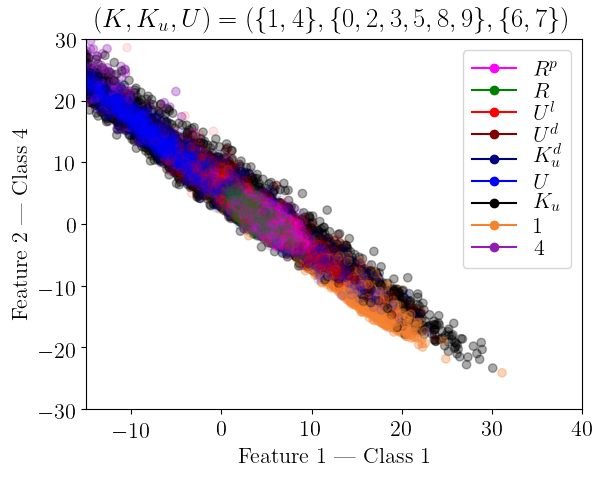 (K, K_u, U) = ({1, 4}, {0, 2, 3, 5, 8, 9}, {6, 7})
30
20
10
0
−10
−20
−30
Feature 2 — Class 4
R^p
R
U^l
U^d
K_u^d
U
K_u
1
4
−10 0 10 20 30 40
Feature 1 — Class 1